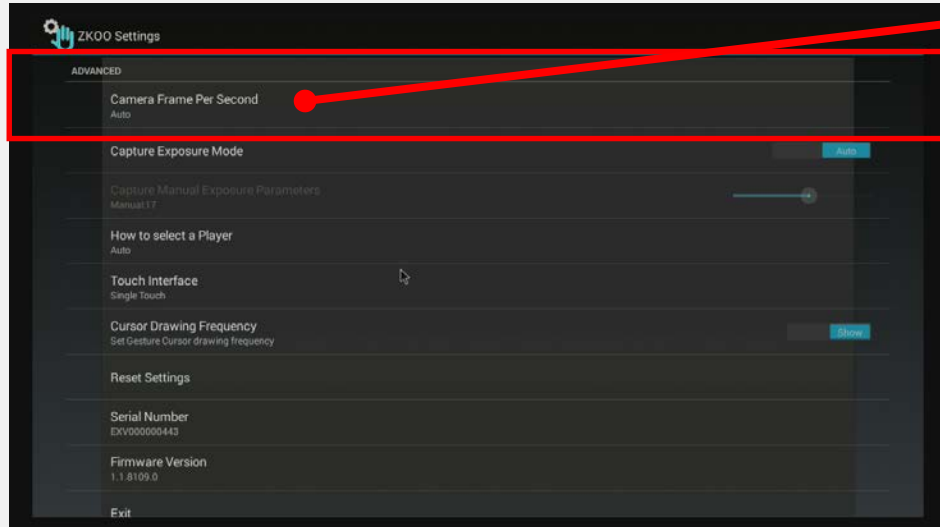 ZKOO Settings
ADVANCED
Camera Frame Per Second
Auto
Capture Exposure Mode
Auto
Capture Manual Exposure Parameters
Manual:17
How to select a Player
Auto
Touch Interface
Single Touch
Cursor Drawing Frequency
Set Gesture Cursor drawing frequency
Show
Reset Settings
Serial Number
EXV000000443
Firmware Version
1.1.8109.0
Exit